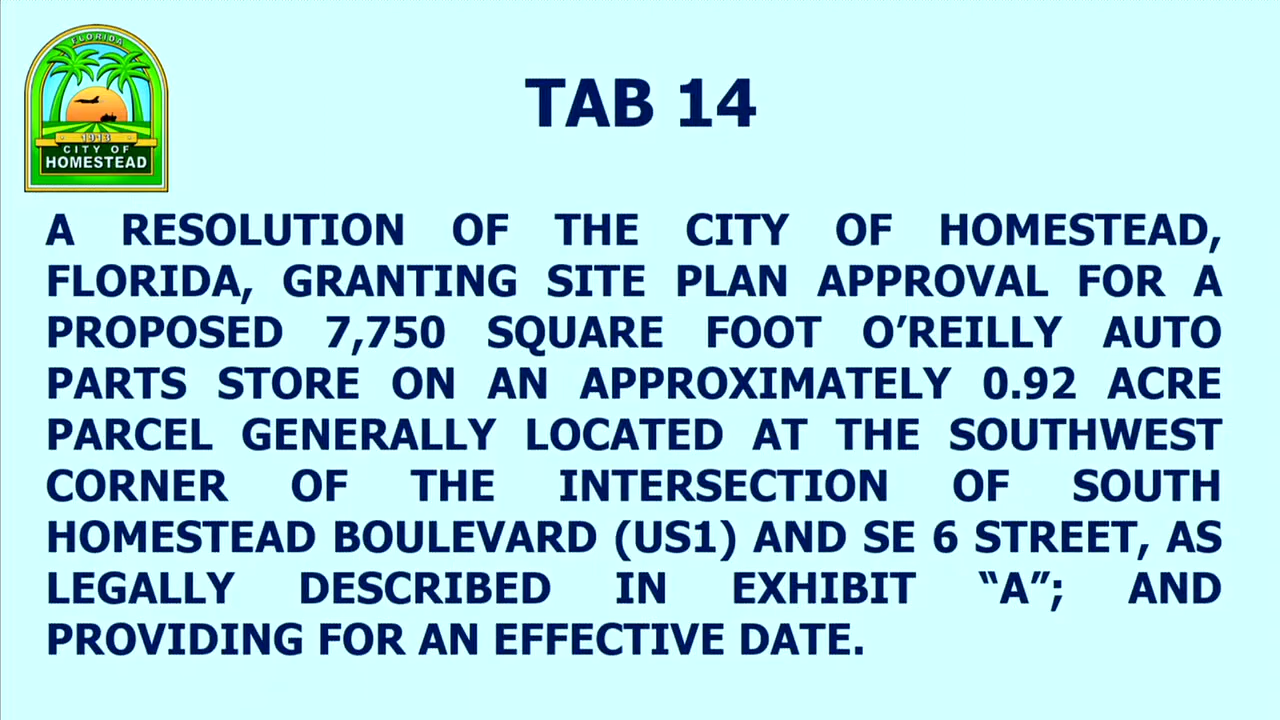 FLORIDA
1913
CITY OF
HOMESTEAD
TAB 14
A RESOLUTION OF THE CITY OF HOMESTEAD,
FLORIDA, GRANTING SITE PLAN APPROVAL FOR A
PROPOSED 7,750 SQUARE FOOT O’REILLY AUTO
PARTS STORE ON AN APPROXIMATELY 0.92 ACRE
PARCEL GENERALLY LOCATED AT THE SOUTHWEST
CORNER OF THE INTERSECTION OF SOUTH
HOMESTEAD BOULEVARD (US1) AND SE 6 STREET, AS
LEGALLY DESCRIBED IN EXHIBIT “A”; AND
PROVIDING FOR AN EFFECTIVE DATE.